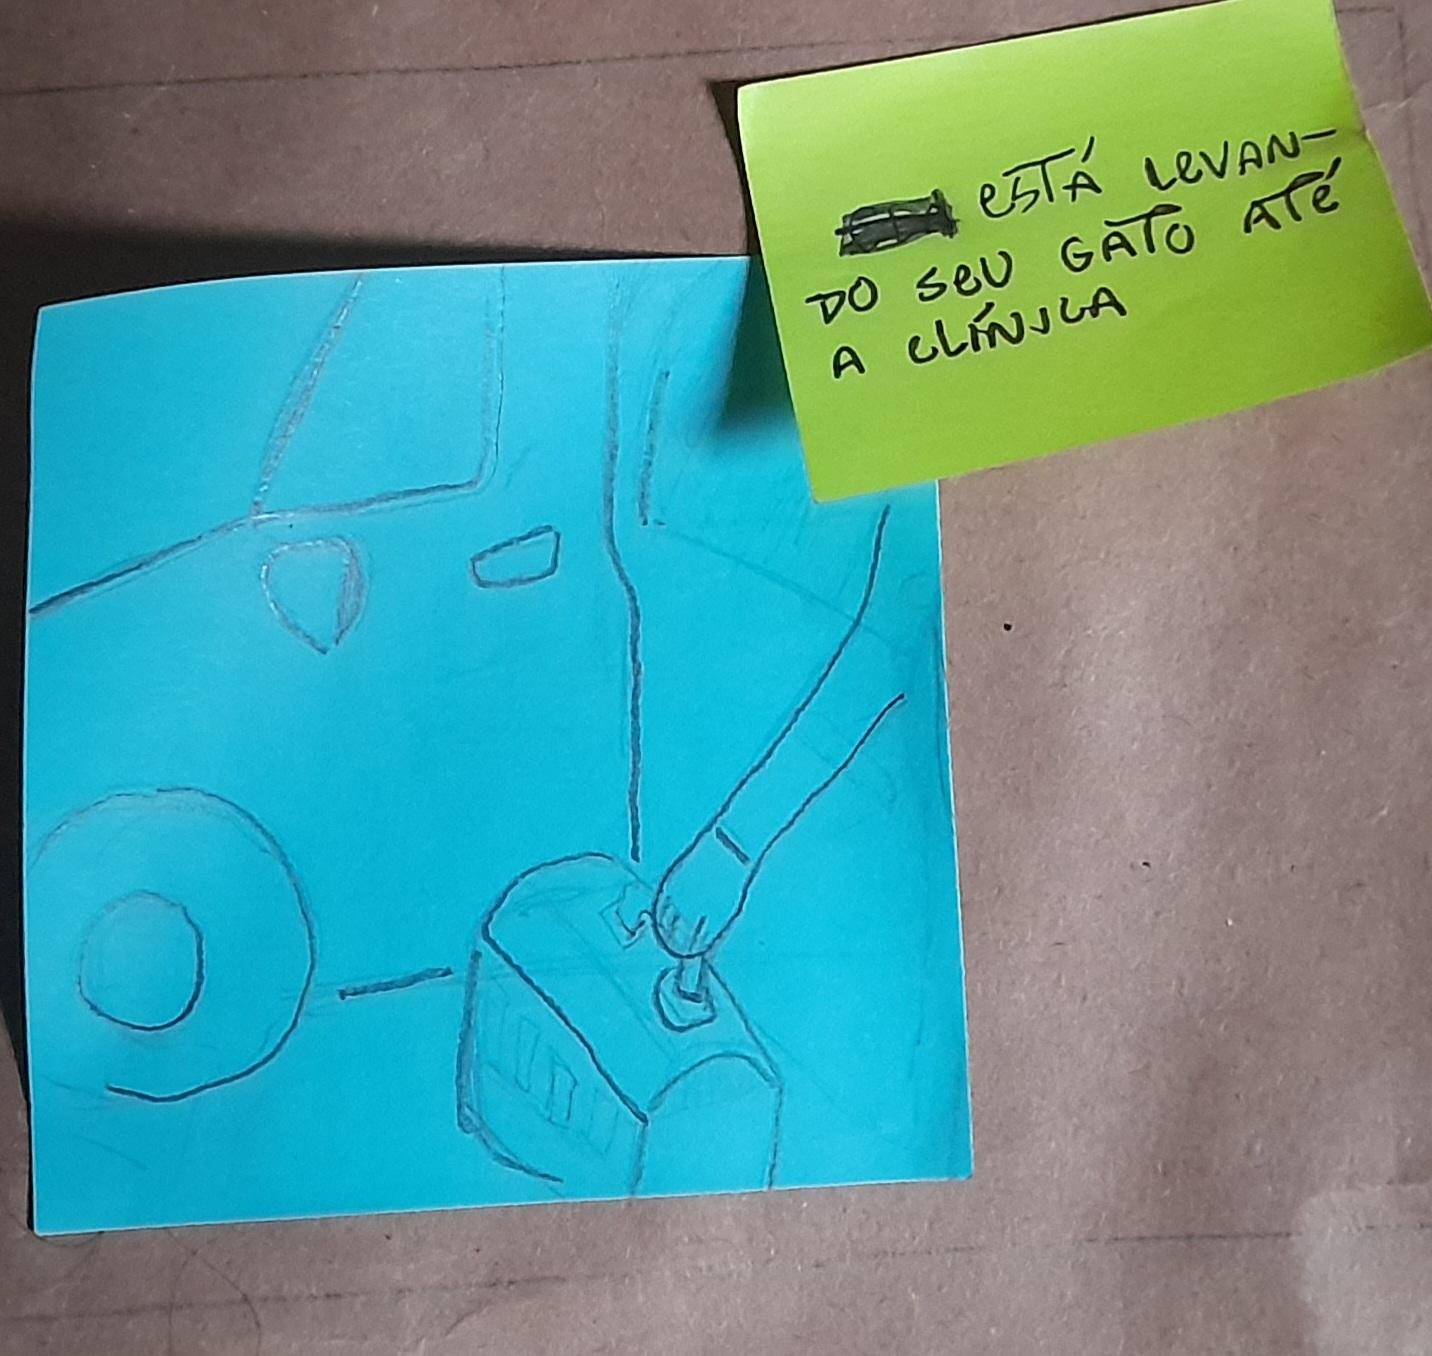 está levan-
do seu gato até
a clínica